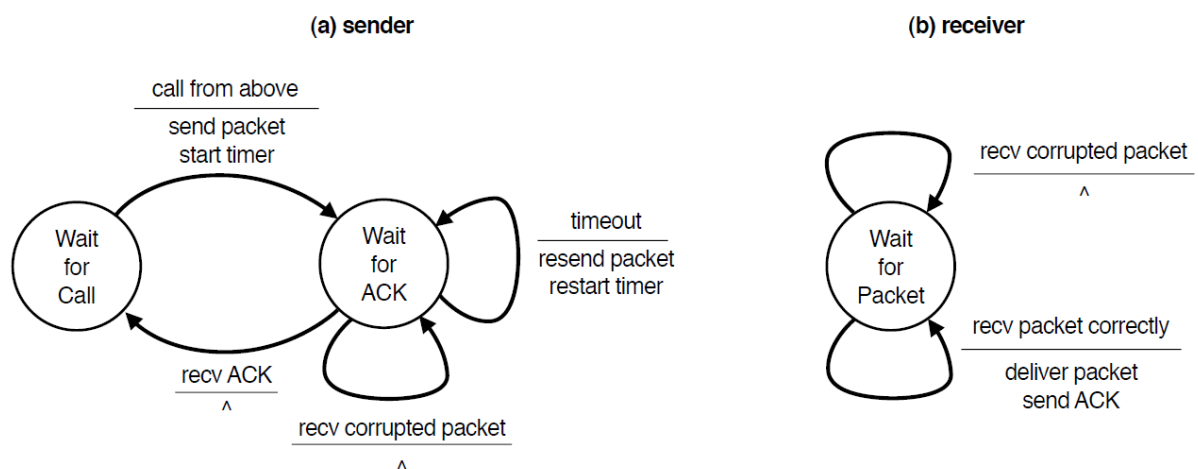 (a) sender
call from above
send packet
start timer
Wait
for
Call
Wait
for
ACK
timeout
resend packet
restart timer
recv ACK
^
recv corrupted packet
^
(b) receiver
recv corrupted packet
^
Wait
for
Packet
recv packet correctly
deliver packet
send ACK